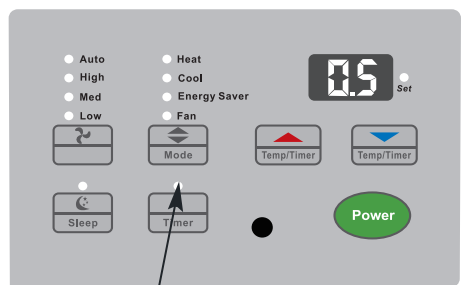 Auto
High
Med
Low
Heat
Cool
Energy Saver
Fan
0.5
Set
Mode
Temp/Timer
Temp/Timer
Sleep
Timer
Power